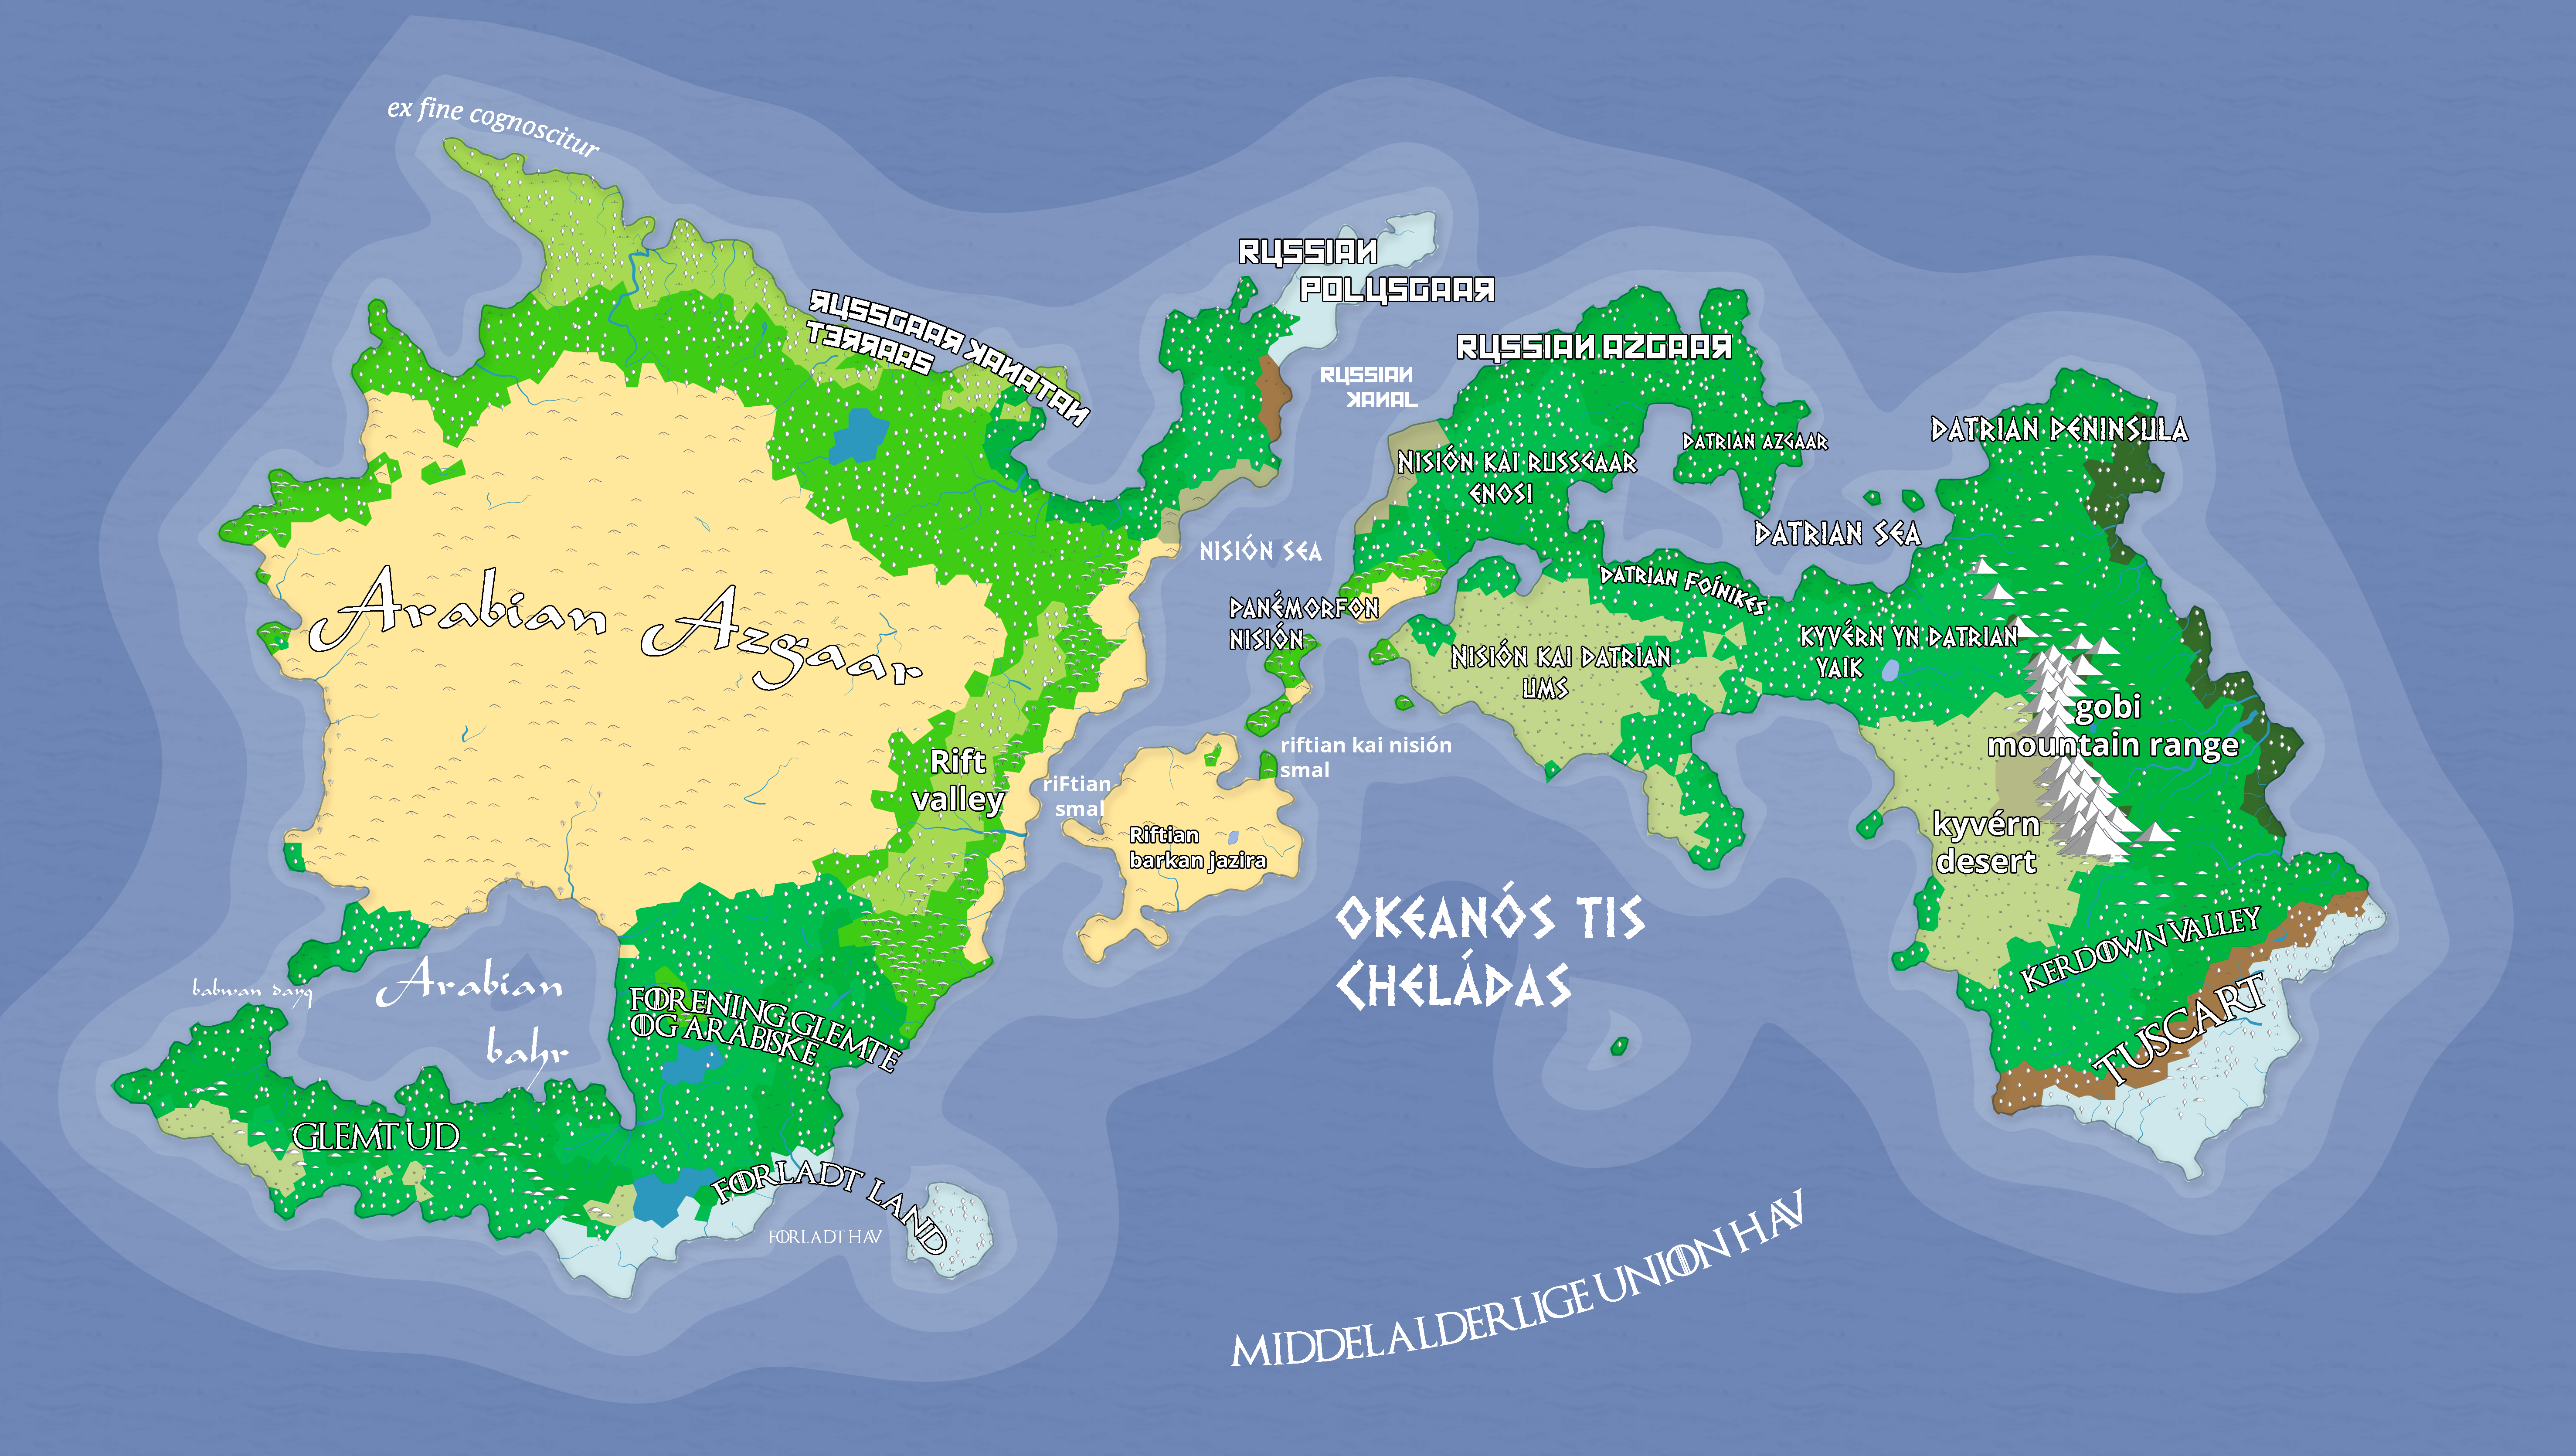 ex fine cognoscitur
RUSSIAN
POLUSGAAR
RUSSGAAR KANATAN
TERRAAS
RUSSIAN AZGAAR
RUSSIAN
KANAL
DATRIAN PENINSULA
DATRIAN AZGAAR
NISIÓN KAI RUSSGAAR
ENOSI
DATRIAN SEA
NISIÓN SEA
DATRIAN FOÍNIKES
PANÉMORFON
NISIÓN
Arabian Azgaar
NISIÓN KAI DATRIAN
UMS
KYVÉRN YN DATRIAN
YAIK
gobi
mountain range
riftian kai nisión
smal
Rift
valley
riFtian
smal
Riftian
barkan jazira
kyvérn
desert
OKEANÓS TIS
CHELÁDAS
KERDOWN VALLEY
TUSCART
babwan darq
Arabian
bahr
FORENING GLEMTE
OG ARABISKE
GLEMT UD
FORLADT LAND
FORLADT HAV
MIDDELALDERLIGE UNION HAV